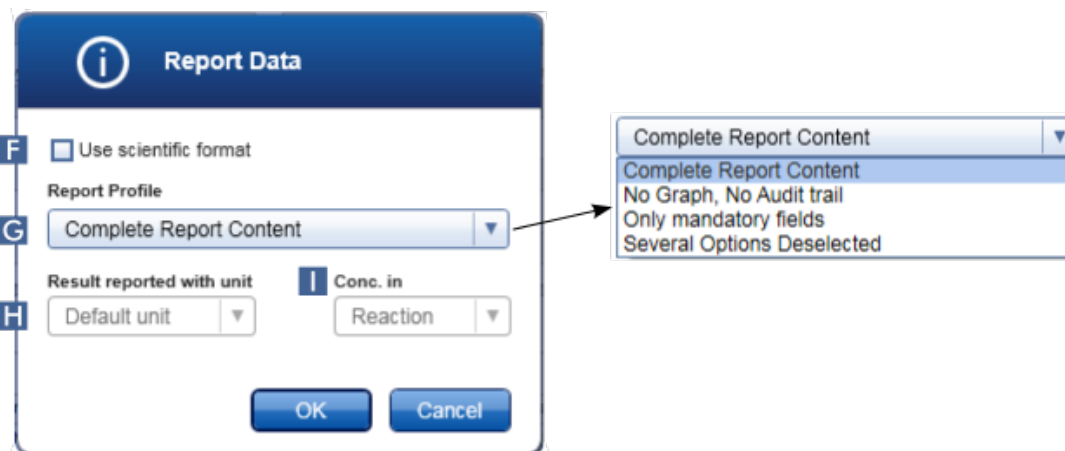 Report Data
F
Use scientific format
Report Profile
G
Complete Report Content
Result reported with unit
I
Conc. in
H
Default unit
Reaction
OK
Cancel
Complete Report Content
Complete Report Content
No Graph, No Audit trail
Only mandatory fields
Several Options Deselected